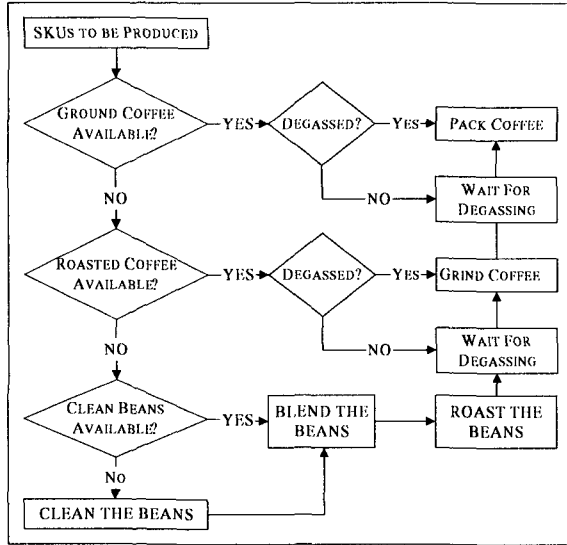 SKUs TO BE PRODUCED
GROUND COFFEE
AVAILABLE?
YES
DEGASSED?
YES
PACK COFFEE
NO
NO
WAIT FOR
DEGASSING
ROASTED COFFEE
AVAILABLE?
YES
DEGASSED?
YES
GRIND COFFEE
NO
NO
WAIT FOR
DEGASSING
CLEAN BEANS
AVAILABLE?
YES
BLEND THE
BEANS
ROAST THE
BEANS
NO
CLEAN THE BEANS